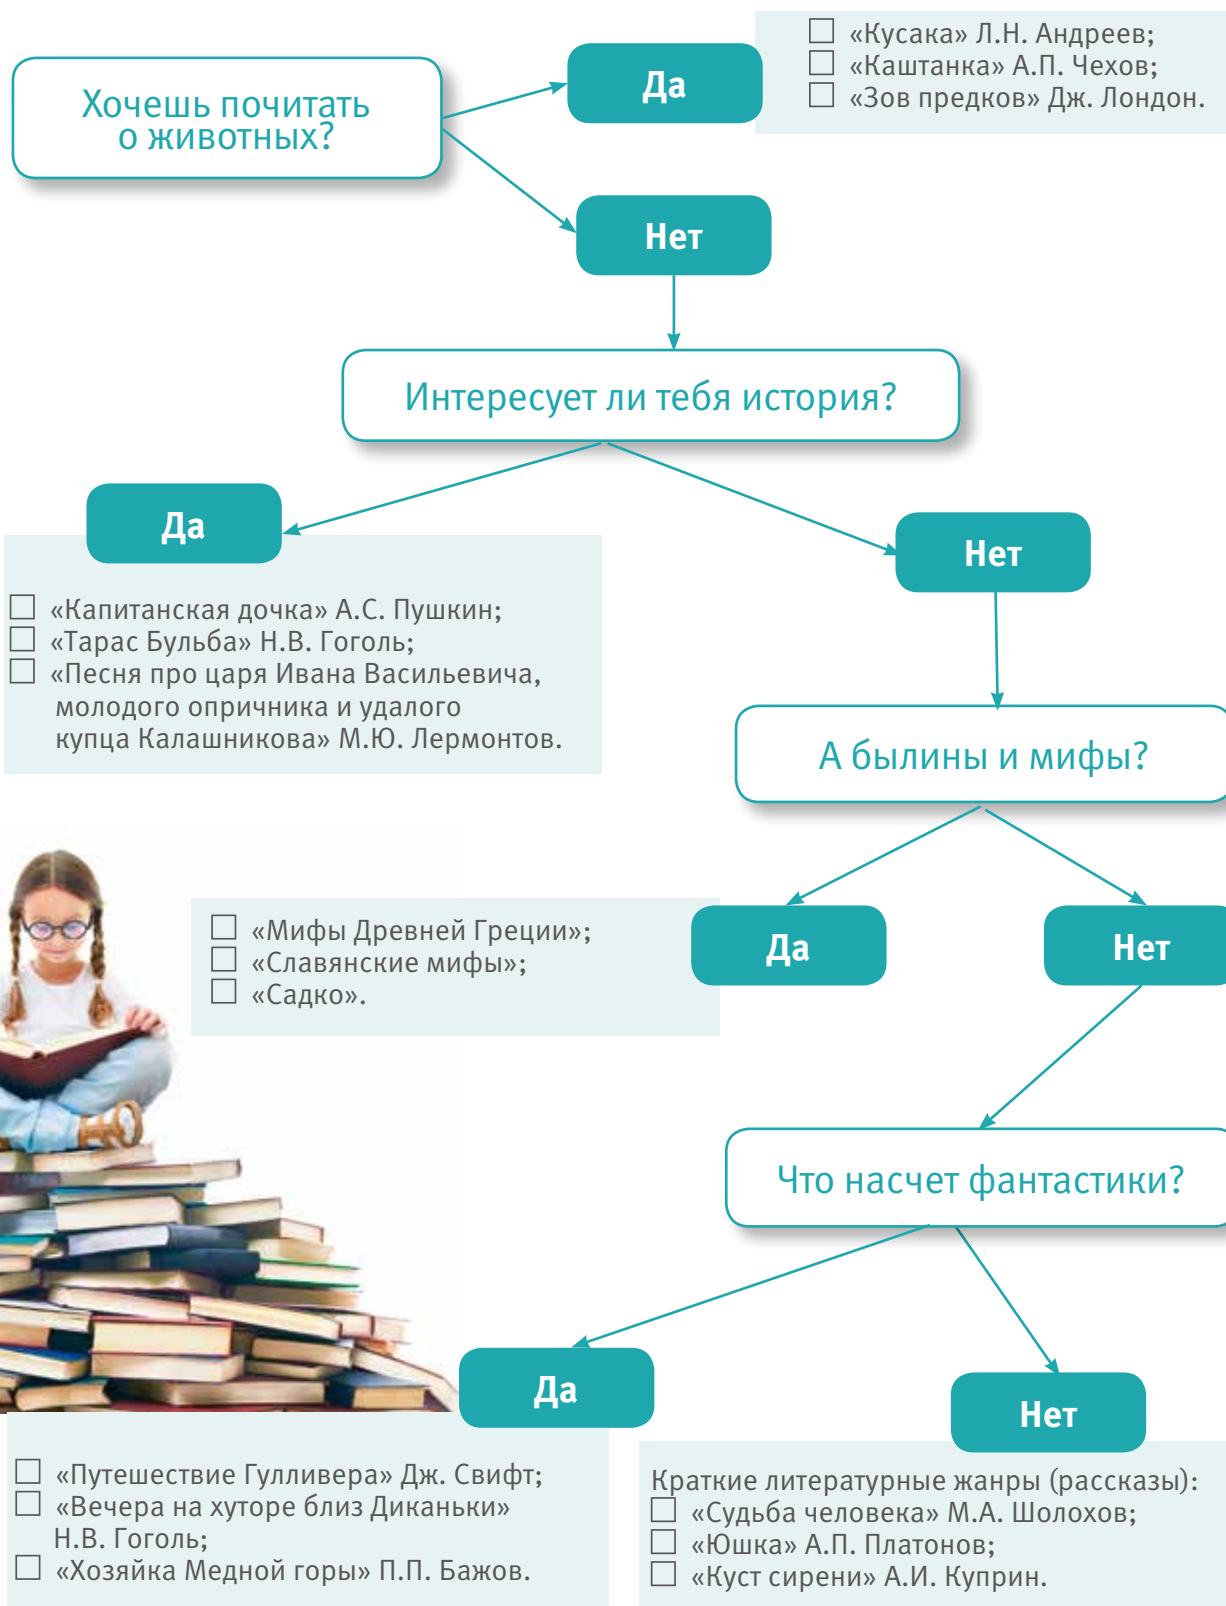 Хочешь почитать
о животных?
Да
☐ «Кусака» Л.Н. Андреев;
☐ «Каштанка» А.П. Чехов;
☐ «Зов предков» Дж. Лондон.
Нет
Интересует ли тебя история?
Да
☐ «Капитанская дочка» А.С. Пушкин;
☐ «Тарас Бульба» Н.В. Гоголь;
☐ «Песня про царя Ивана Васильевича,
молодого опричника и удалого
купца Калашникова» М.Ю. Лермонтов.
Нет
А былины и мифы?
Да
☐ «Мифы Древней Греции»;
☐ «Славянские мифы»;
☐ «Садко».
Нет
Что насчет фантастики?
Да
☐ «Путешествие Гулливера» Дж. Свифт;
☐ «Вечера на хуторе близ Диканьки»
Н.В. Гоголь;
☐ «Хозяйка Медной горы» П.П. Бажов.
Нет
Краткие литературные жанры (рассказы):
☐ «Судьба человека» М.А. Шолохов;
☐ «Юшка» А.П. Платонов;
☐ «Куст сирени» А.И. Куприн.